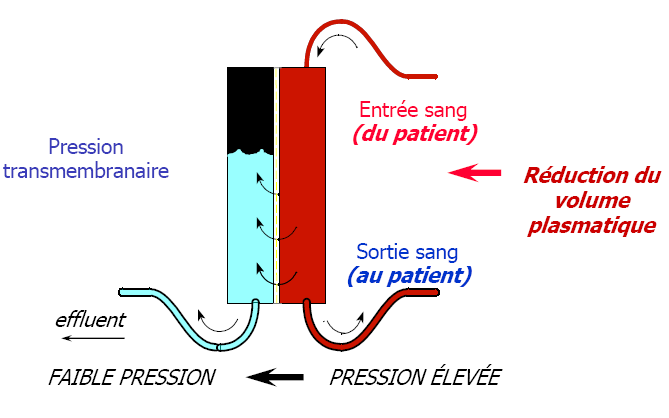 Entrée sang
(du patient)
Pression
transmembranaire
Réduction du
volume
plasmatique
Sortie sang
(au patient)
effluent
FAIBLE PRESSION
PRESSION ÉLEVÉE